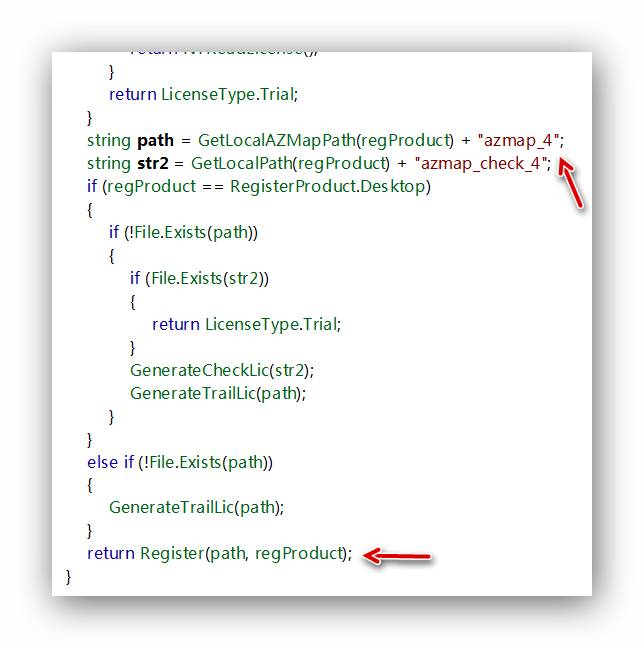 }
return LicenseType.Trial;
}
string path = GetLocalAZMapPath(regProduct) + "azmap_4";
string str2 = GetLocalPath(regProduct) + "azmap_check_4";
if (regProduct == RegisterProduct.Desktop)
{
if (!File.Exists(path))
{
if (File.Exists(str2))
{
return LicenseType.Trial;
}
GenerateCheckLic(str2);
GenerateTrailLic(path);
}
}
else if (!File.Exists(path))
{
GenerateTrailLic(path);
}
return Register(path, regProduct);
}